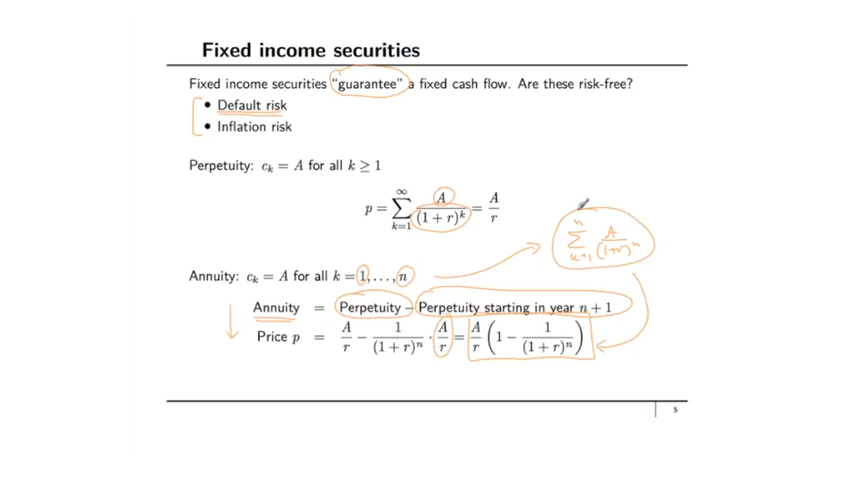 Fixed income securities
Fixed income securities "guarantee" a fixed cash flow. Are these risk-free?
• Default risk
• Inflation risk
Perpetuity: c_k = A for all k ≥ 1
p = ∑_{k=1}^{∞} A/(1 + r)^k = A/r
∑_{k=1}^{n} A/(1+r)^n
Annuity: c_k = A for all k = 1, . . . , n
Annuity = Perpetuity − Perpetuity starting in year n + 1
Price p = A/r − 1/(1 + r)^n · A/r = A/r (1 − 1/(1 + r)^n)
5